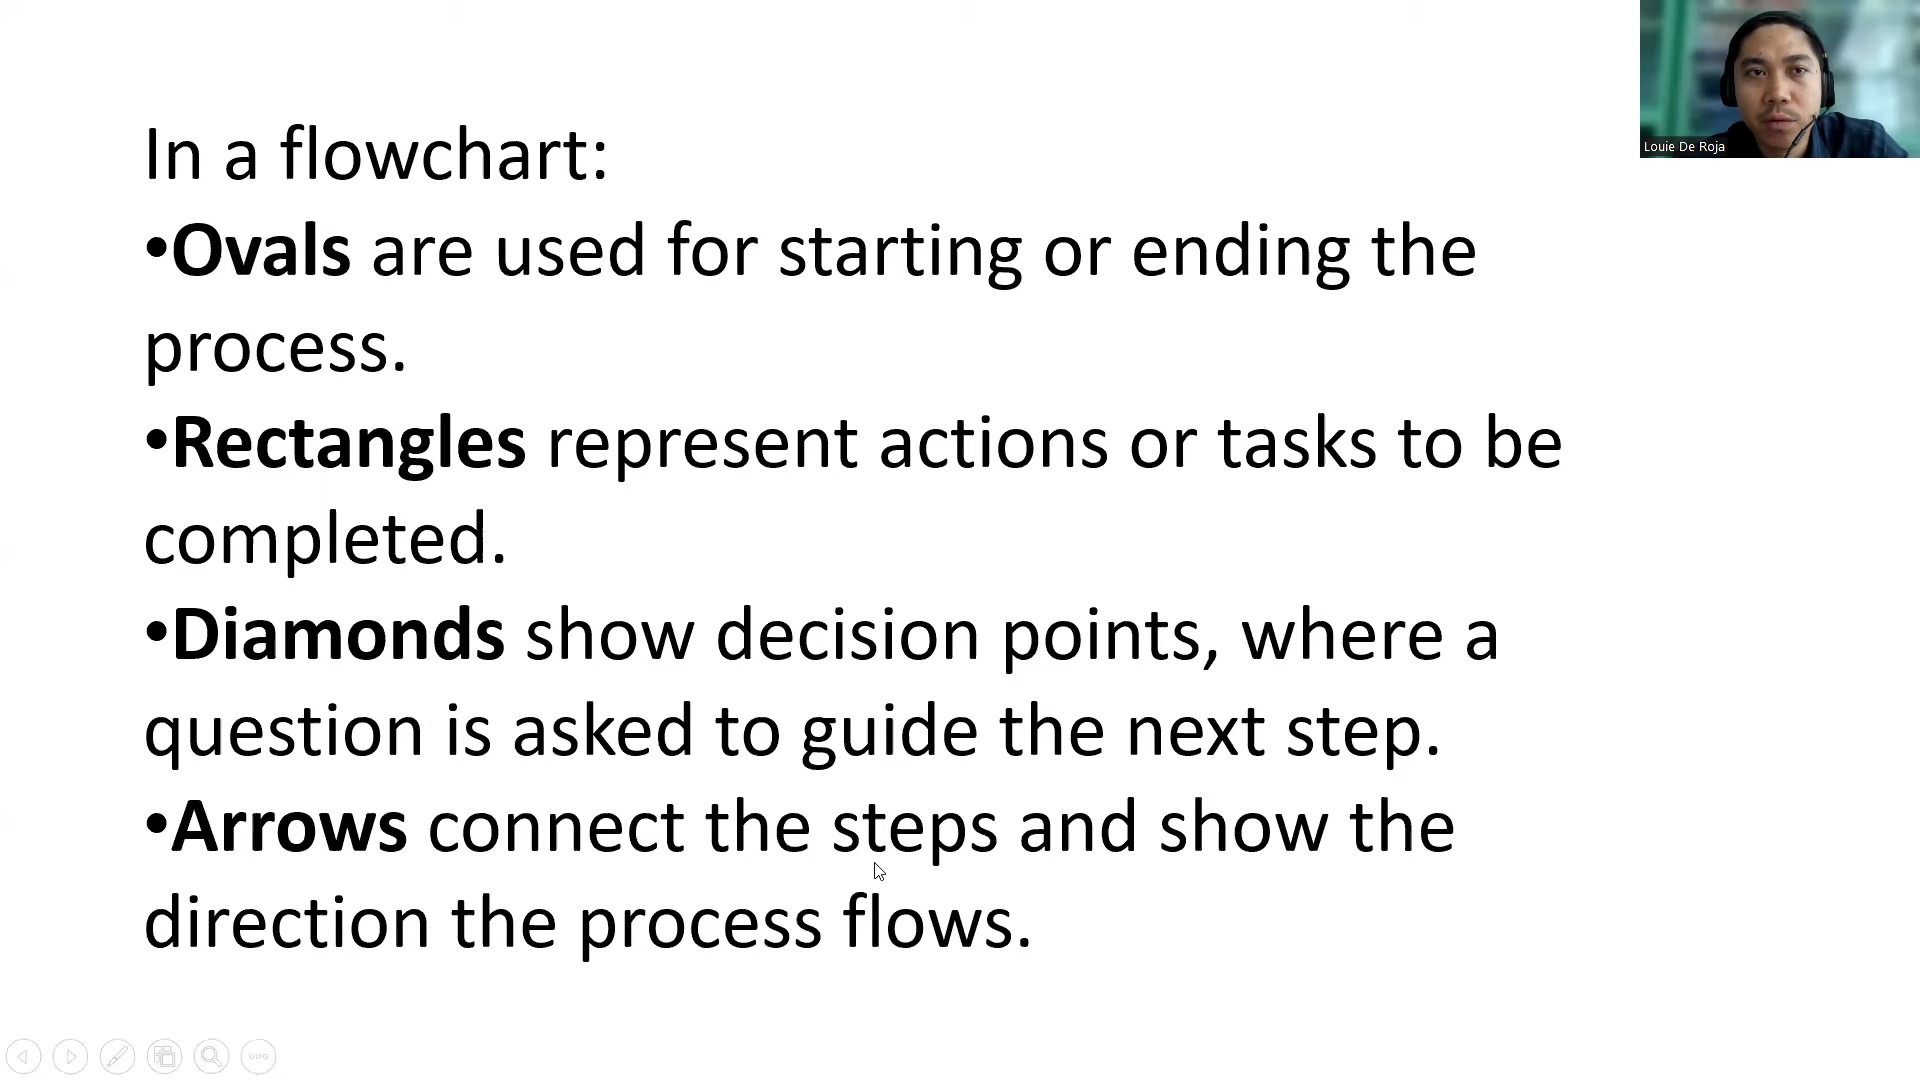 Louie De Roja
In a flowchart:
•Ovals are used for starting or ending the
process.
•Rectangles represent actions or tasks to be
completed.
•Diamonds show decision points, where a
question is asked to guide the next step.
•Arrows connect the steps and show the
direction the process flows.